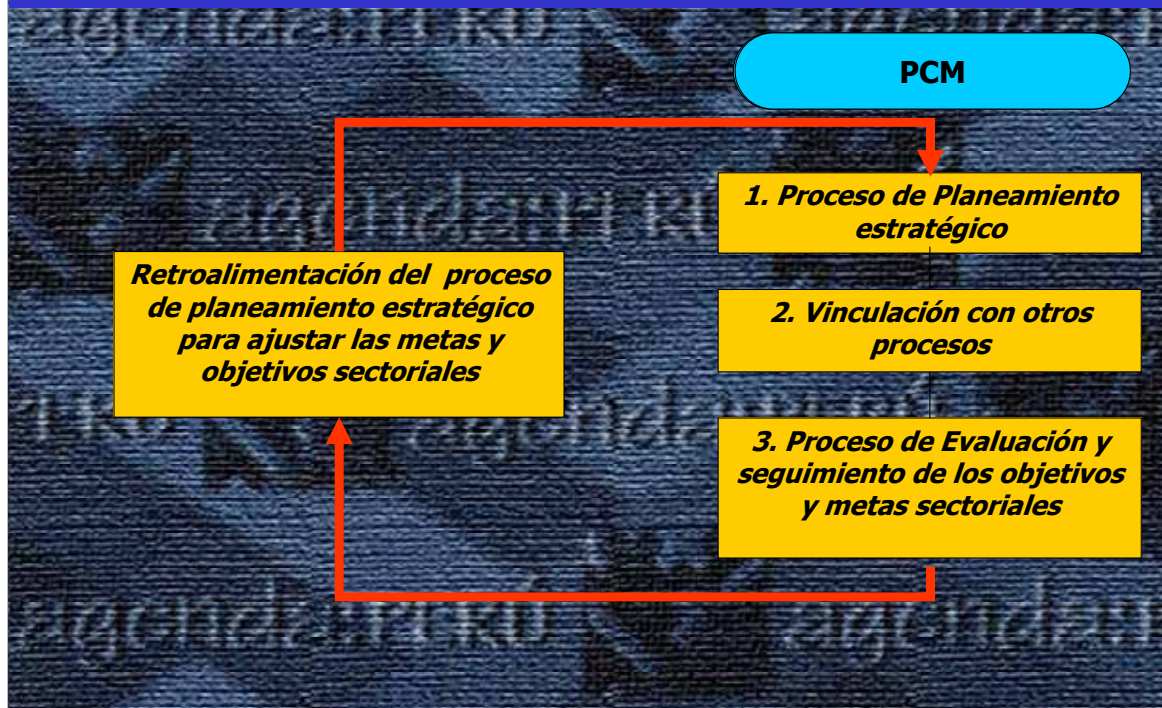 PCM
1. Proceso de Planeamiento
estratégico
Retroalimentación del proceso
de planeamiento estratégico
para ajustar las metas y
objetivos sectoriales
2. Vinculación con otros
procesos
3. Proceso de Evaluación y
seguimiento de los objetivos
y metas sectoriales